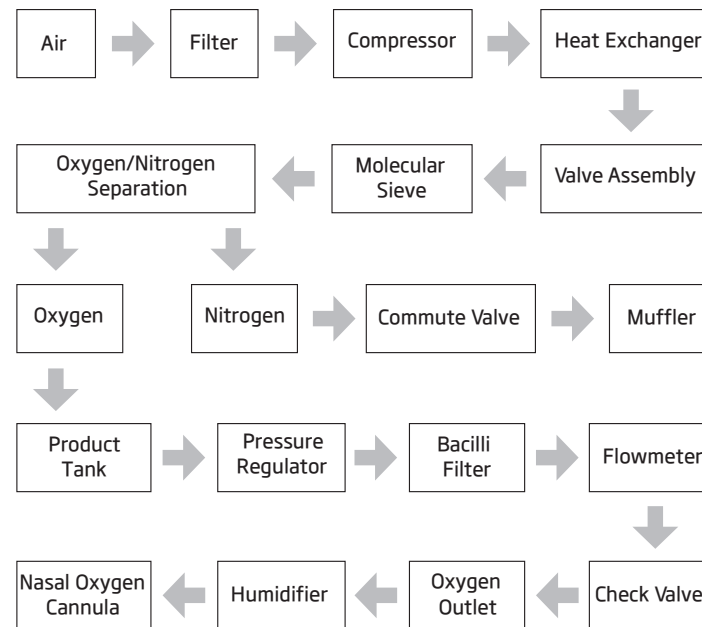 Air
Filter
Compressor
Heat Exchanger
Oxygen/Nitrogen
Separation
Molecular
Sieve
Valve Assembly
Oxygen
Nitrogen
Commute Valve
Muffler
Product
Tank
Pressure
Regulator
Bacilli
Filter
Flowmeter
Nasal Oxygen
Cannula
Humidifier
Oxygen
Outlet
Check Valve